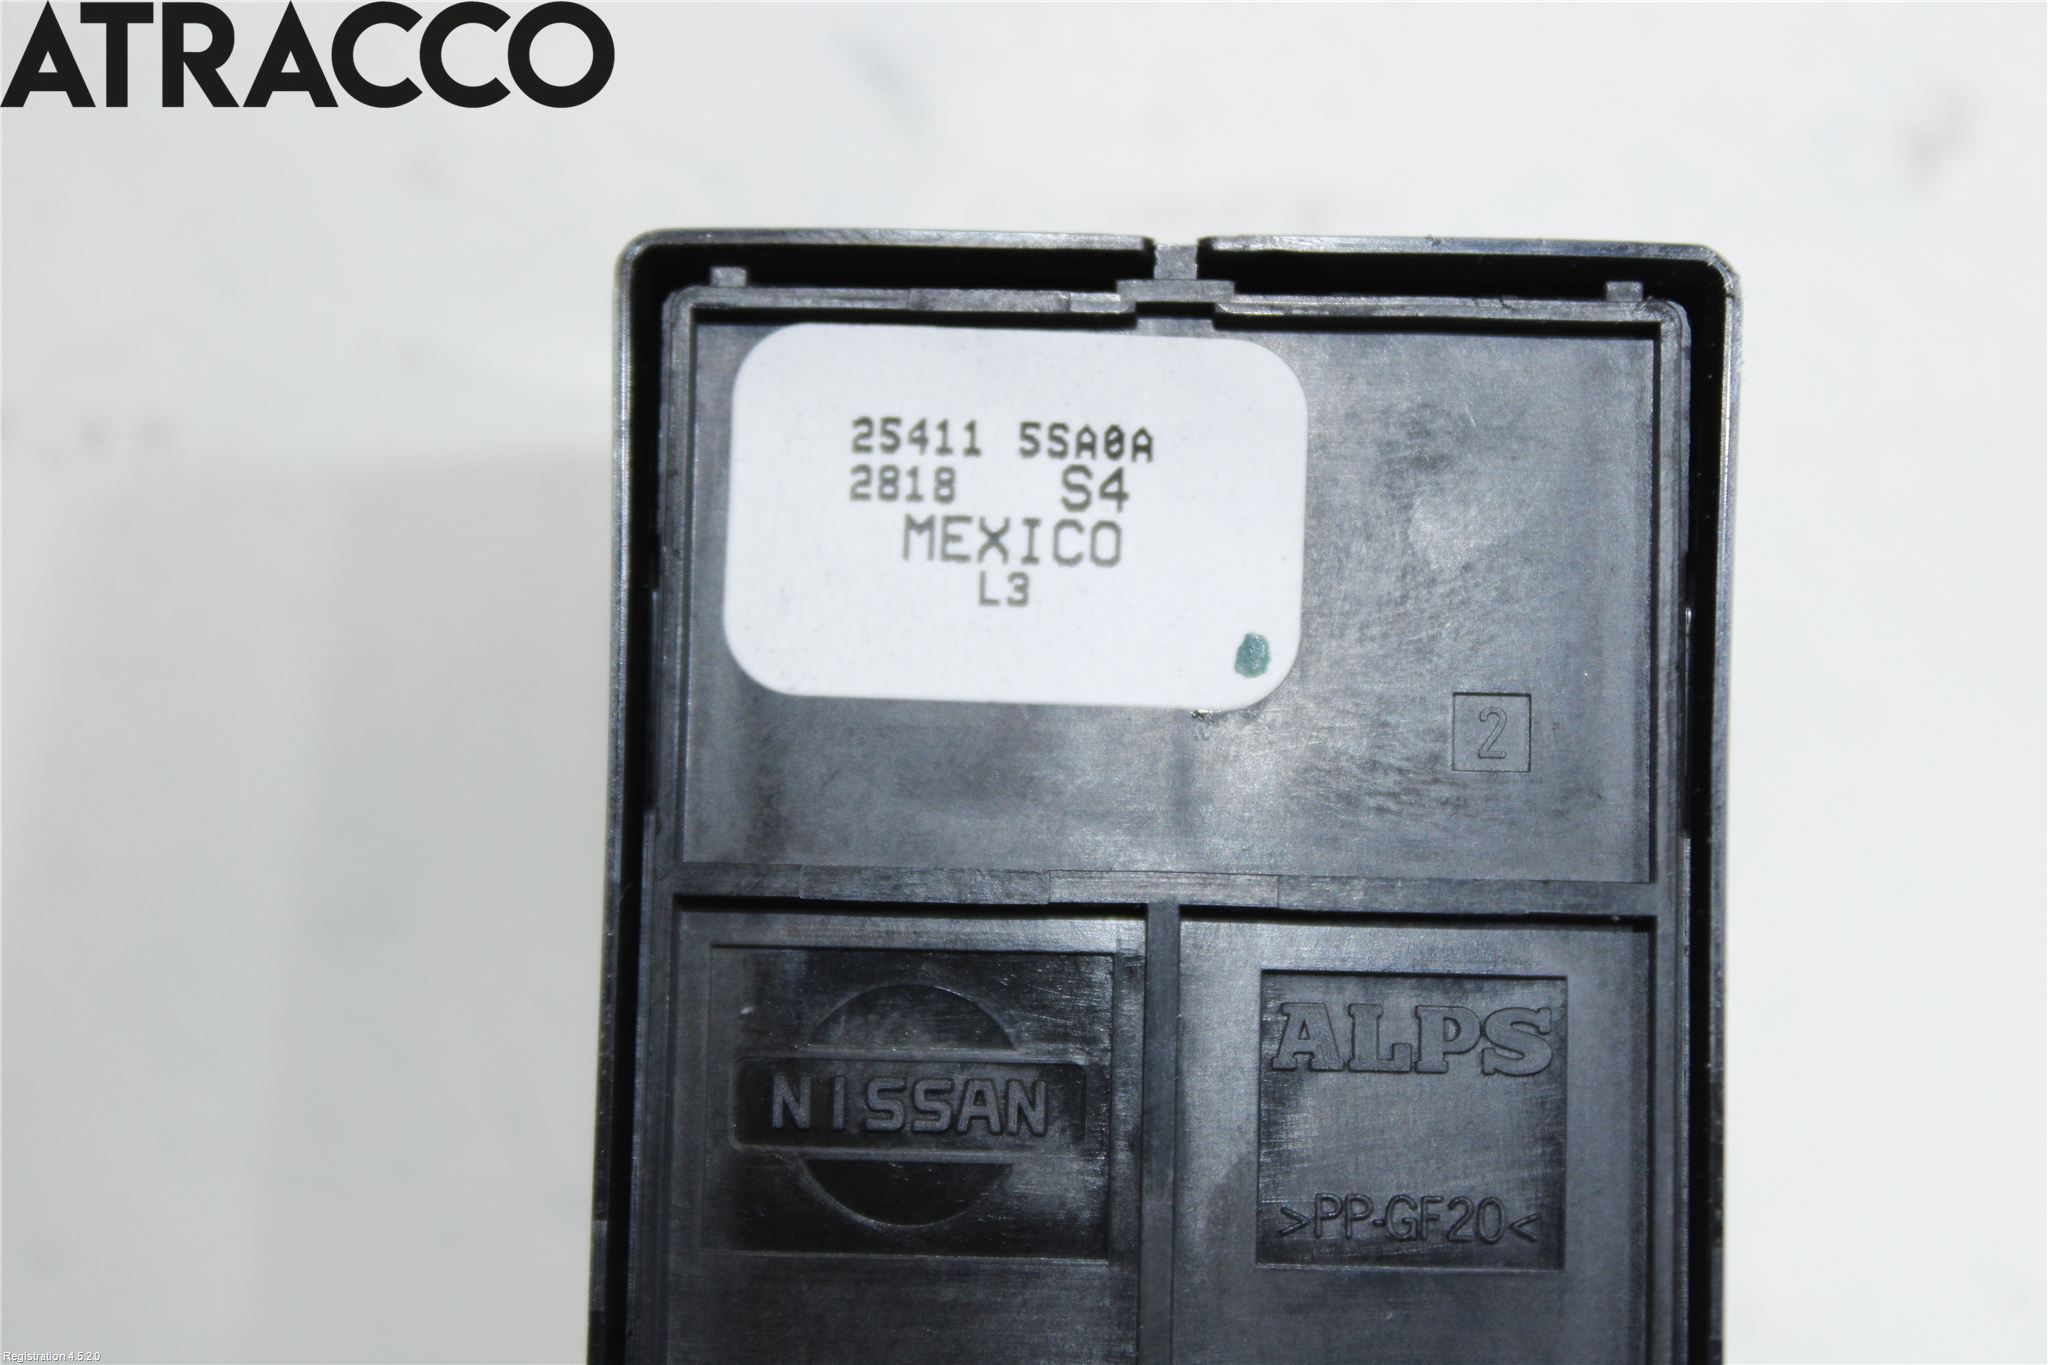 ATRACCO
25411 5SA0A
2818 S4
MEXICO
L3
2
NISSAN
ALPS
>PP-GF20<
Registration 4.5.2.0